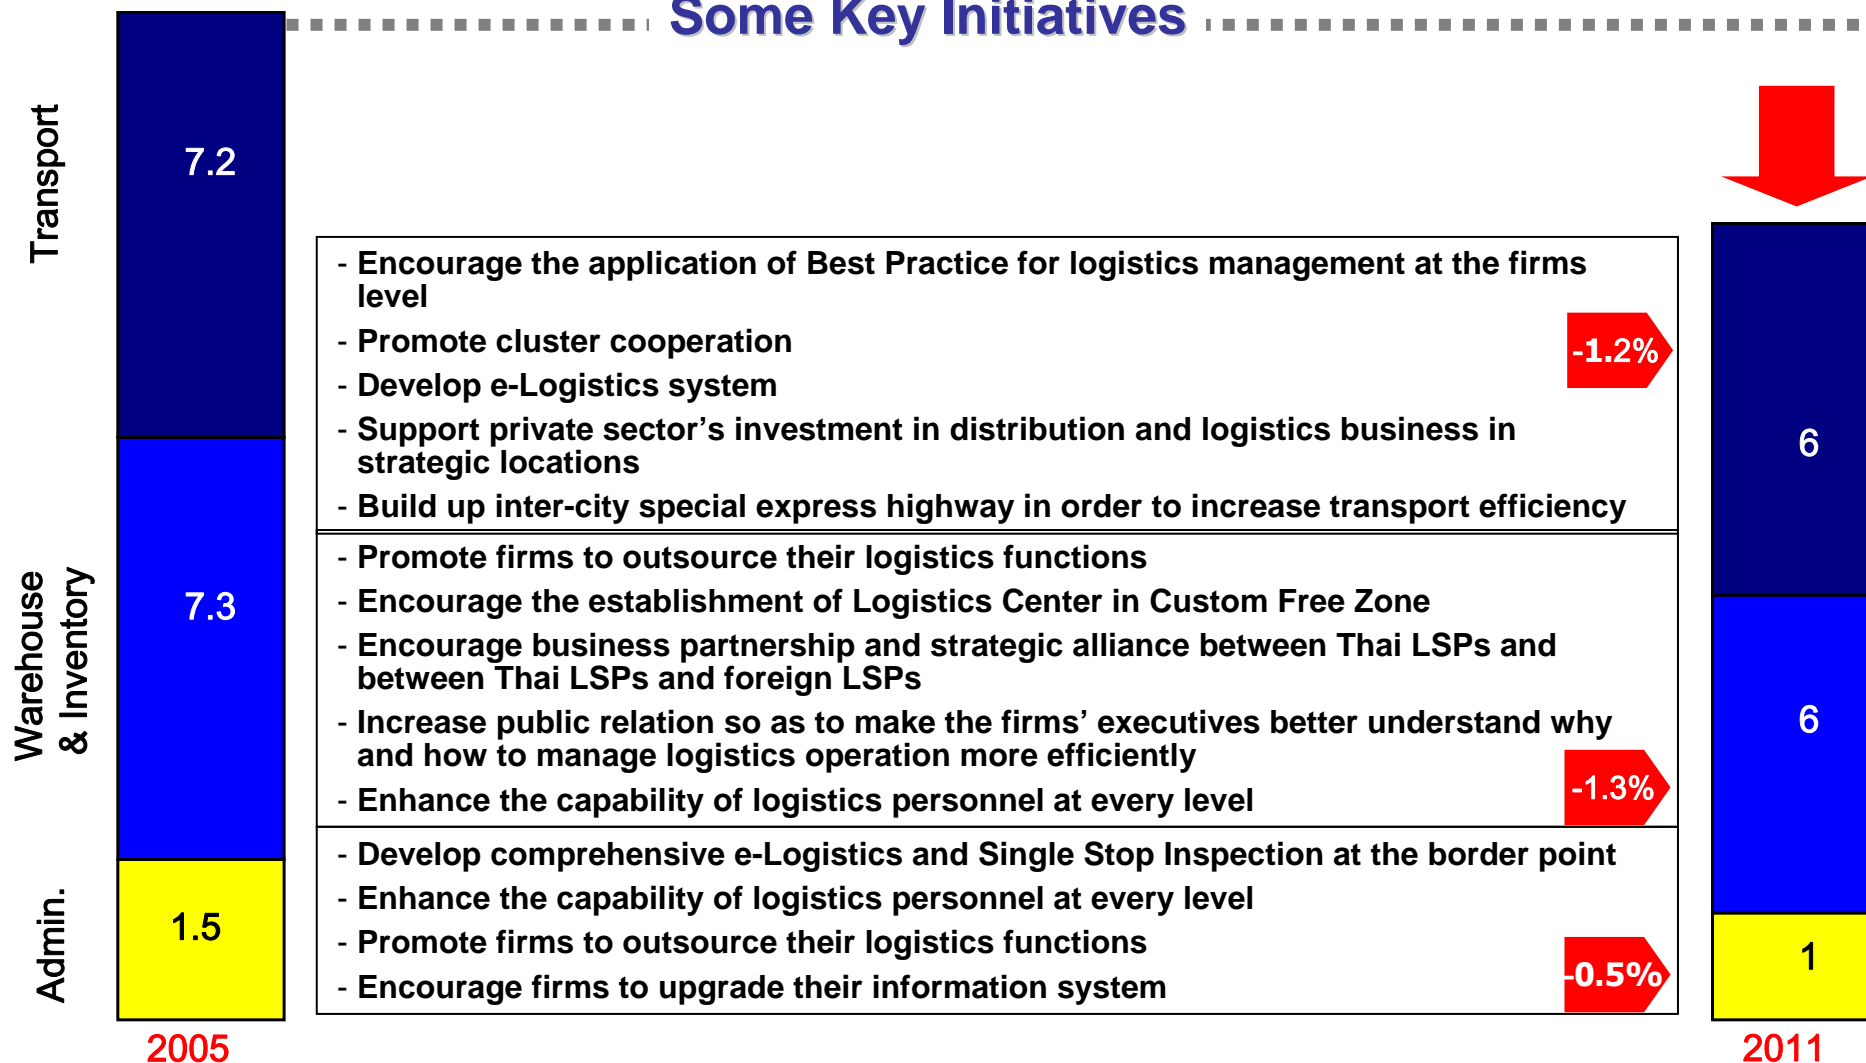 Some Key Initiatives
Transport
7.2
- Encourage the application of Best Practice for logistics management at the firms
level
- Promote cluster cooperation
- Develop e-Logistics system
- Support private sector's investment in distribution and logistics business in
strategic locations
- Build up inter-city special express highway in order to increase transport efficiency
-1.2%
6
Warehouse
& Inventory
7.3
- Promote firms to outsource their logistics functions
- Encourage the establishment of Logistics Center in Custom Free Zone
- Encourage business partnership and strategic alliance between Thai LSPs and
between Thai LSPs and foreign LSPs
- Increase public relation so as to make the firms' executives better understand why
and how to manage logistics operation more efficiently
- Enhance the capability of logistics personnel at every level
-1.3%
6
Admin.
1.5
- Develop comprehensive e-Logistics and Single Stop Inspection at the border point
- Enhance the capability of logistics personnel at every level
- Promote firms to outsource their logistics functions
- Encourage firms to upgrade their information system
-0.5%
1
2005
2011